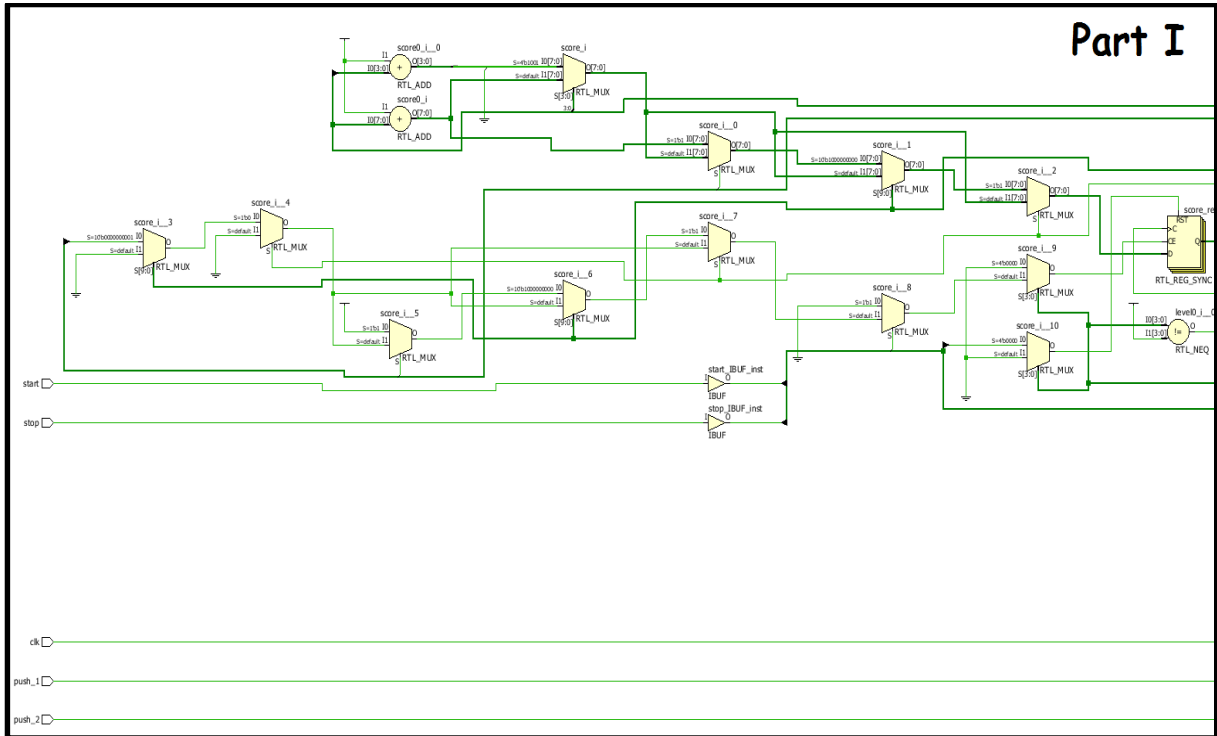 Part I
score0_i__0
I1
I0[3:0]
O[3:0]
+
RTL_ADD
score0_i
I1
I0[7:0]
O[7:0]
+
RTL_ADD
score_i
S=4'b1001 I0[7:0]
S=default I1[7:0]
O[7:0]
S[3:0]
RTL_MUX
3:0
score_i__0
S=1'b1 I0[7:0]
S=default I1[7:0]
O[7:0]
S
RTL_MUX
score_i__1
S=10'b1000000000 I0[7:0]
S=default I1[7:0]
O[7:0]
S[9:0]
RTL_MUX
score_i__2
S=1'b1 I0[7:0]
S=default I1[7:0]
O[7:0]
S
RTL_MUX
score_re
RST
C
CE
D
Q
RTL_REG_SYNC
score_i__3
S=10'b0000000001 I0
S=default I1
O
S[9:0]
RTL_MUX
score_i__4
S=1'b0 I0
S=default I1
O
S
RTL_MUX
score_i__5
S=1'b1 I0
S=default I1
O
S
RTL_MUX
score_i__6
S=10'b1000000000 I0
S=default I1
O
S[9:0]
RTL_MUX
score_i__7
S=1'b1 I0
S=default I1
O
S
RTL_MUX
score_i__8
S=1'b1 I0
S=default I1
O
S
RTL_MUX
score_i__9
S=4'b0000 I0
S=default I1
O
S[3:0]
RTL_MUX
score_i__10
S=4'b0000 I0
S=default I1
O
S[3:0]
RTL_MUX
level0_i__0
I0[3:0]
I1[3:0]
!=
RTL_NEQ
start
start_IBUF_inst
I
O
IBUF
stop
stop_IBUF_inst
I
O
IBUF
clk
push_1
push_2